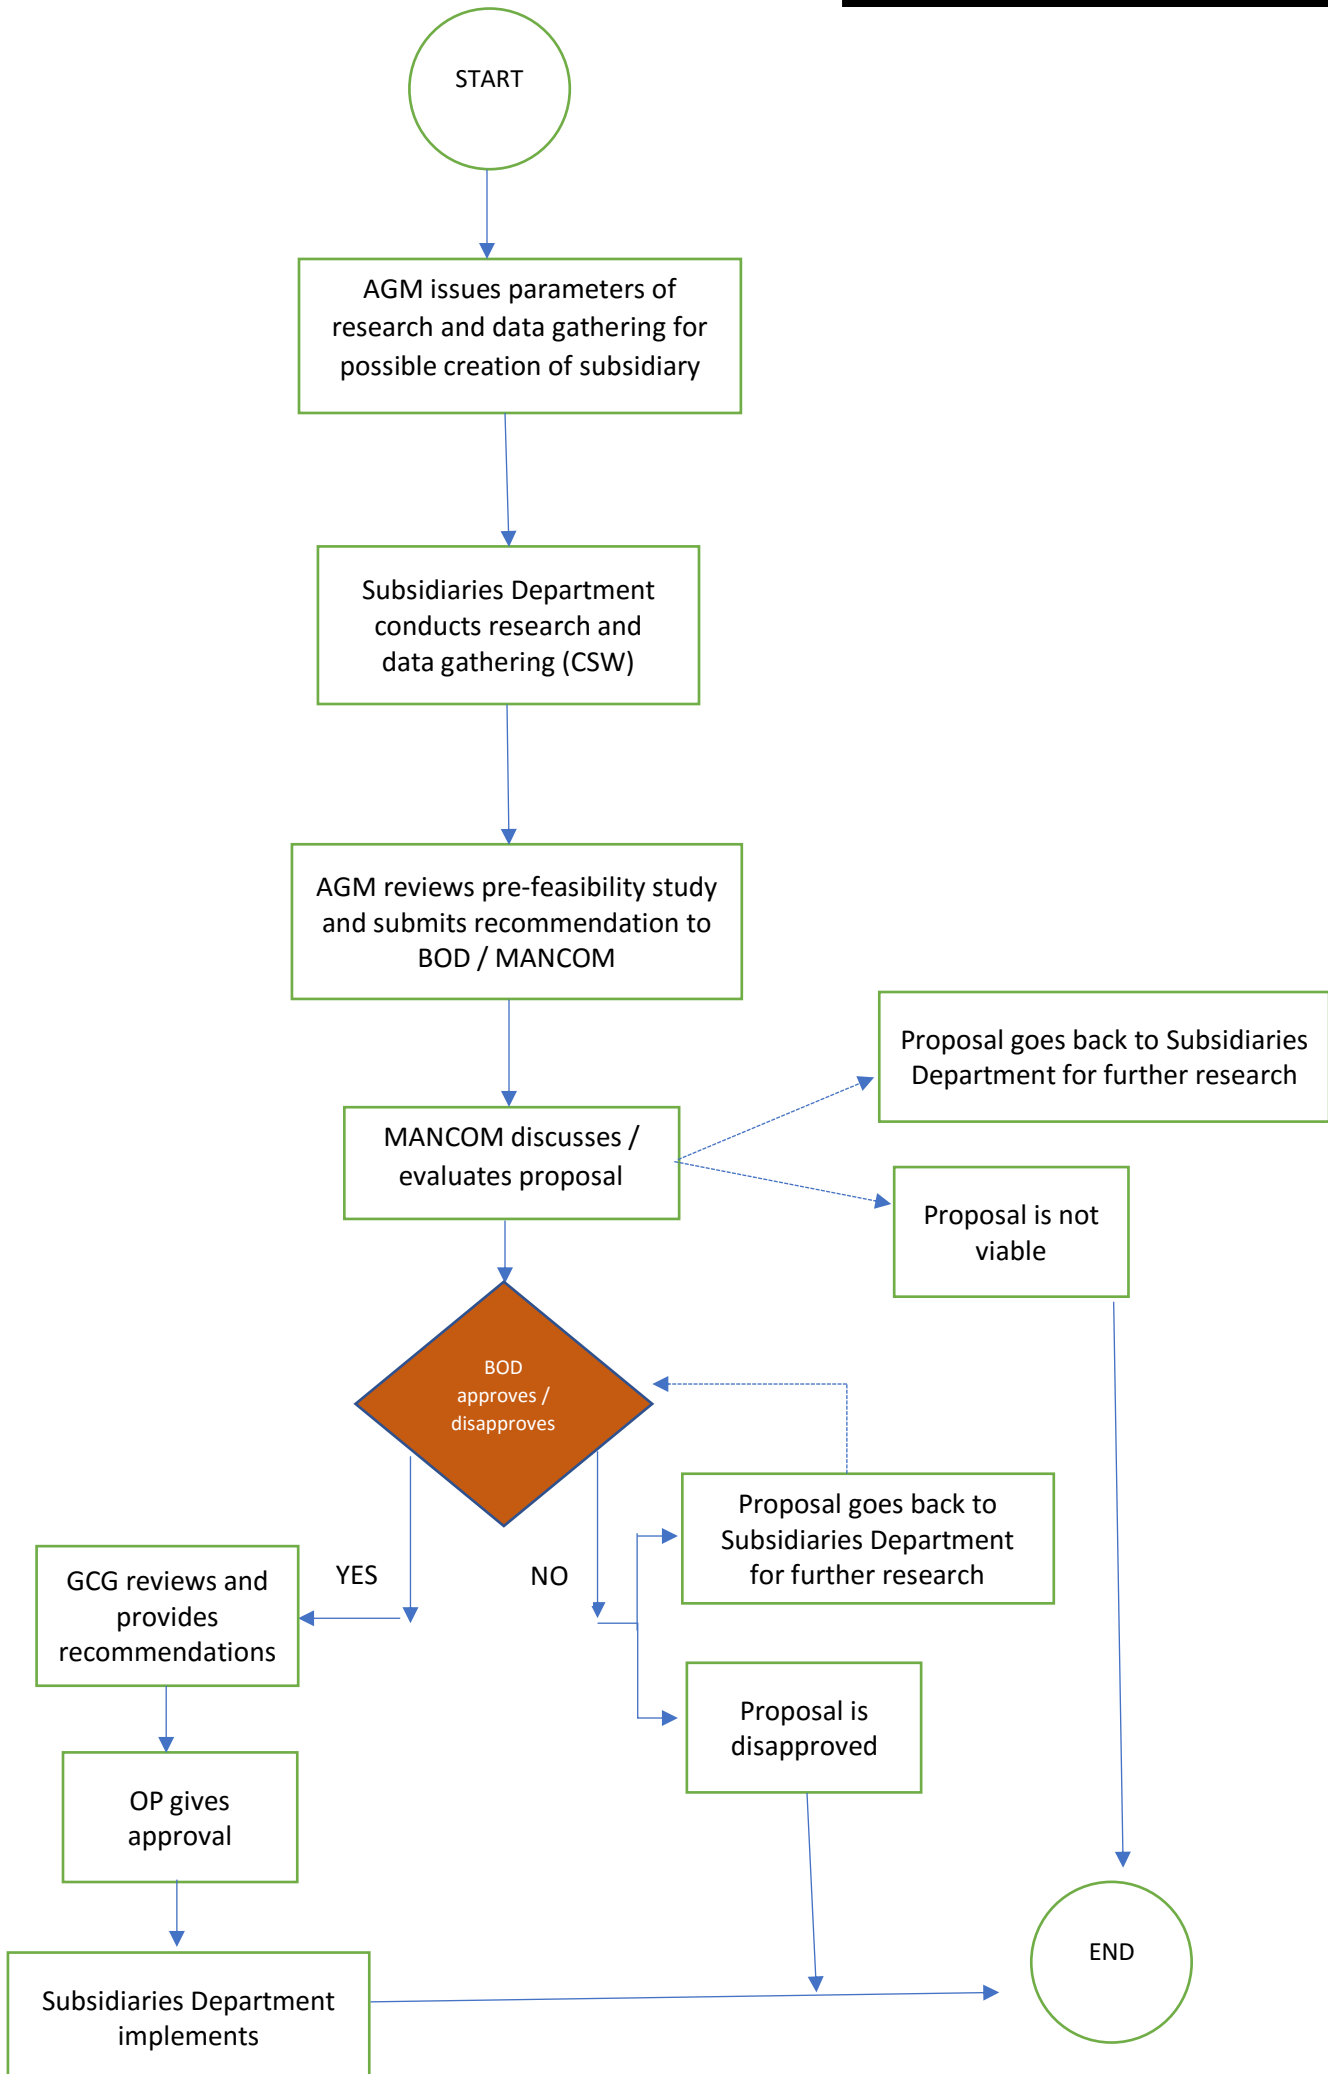 START
AGM issues parameters of
research and data gathering for
possible creation of subsidiary
Subsidiaries Department
conducts research and
data gathering (CSW)
AGM reviews pre-feasibility study
and submits recommendation to
BOD / MANCOM
Proposal goes back to Subsidiaries
Department for further research
MANCOM discusses /
evaluates proposal
Proposal is not
viable
BOD
approves /
disapproves
Proposal goes back to
Subsidiaries Department
for further research
YES
NO
GCG reviews and
provides
recommendations
Proposal is
disapproved
OP gives
approval
END
Subsidiaries Department
implements